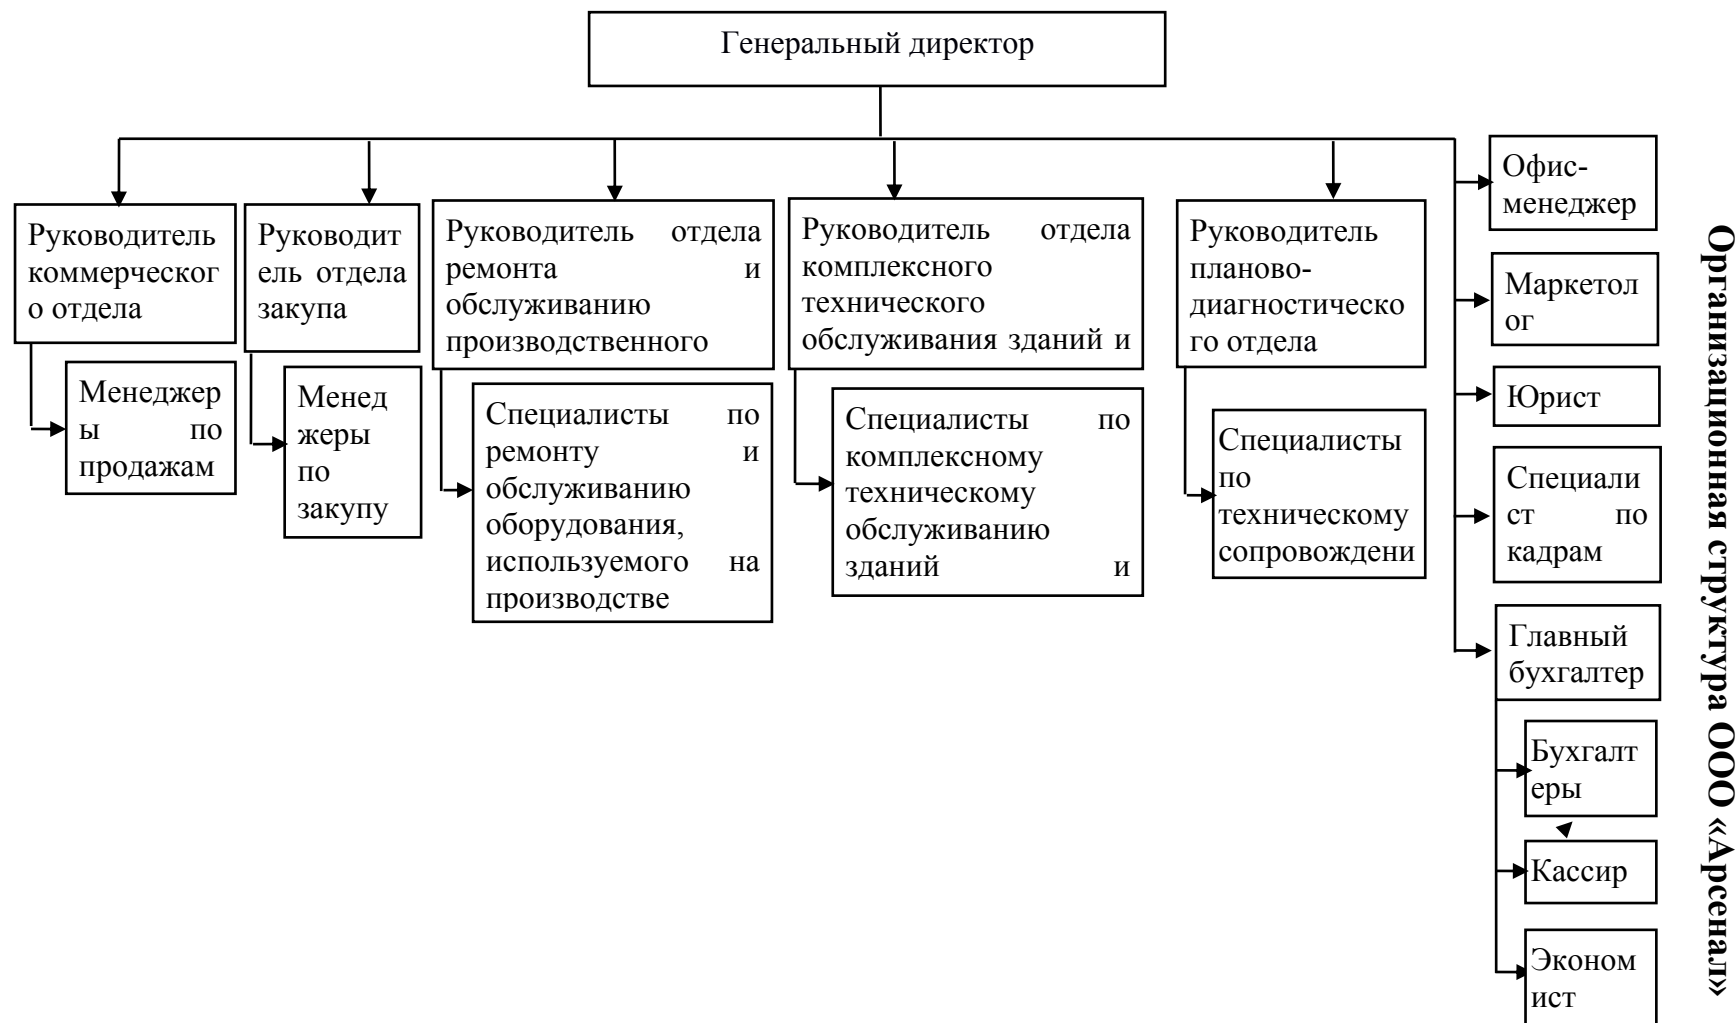 Генеральный директор
Руководитель
коммерческог
о отдела
Руководит
ель отдела
закупа
Руководитель отдела
ремонта и
обслуживанию
производственного
Руководитель отдела
комплексного
технического
обслуживания зданий и
Руководитель
планово-
диагностическо
го отдела
Менеджер
ы по
продажам
Менед
жеры
по
закупу
Специалисты по
ремонту и
обслуживанию
оборудования,
используемого на
производстве
Специалисты по
комплексному
техническому
обслуживанию
зданий и
Специалисты
по
техническому
сопровождени
Офис-
менеджер
Маркетол
ог
Юрист
Специали
ст по
кадрам
Главный
бухгалтер
Бухгалт
еры
Кассир
Эконом
ист
Организационная структура ООО «Арсенал»